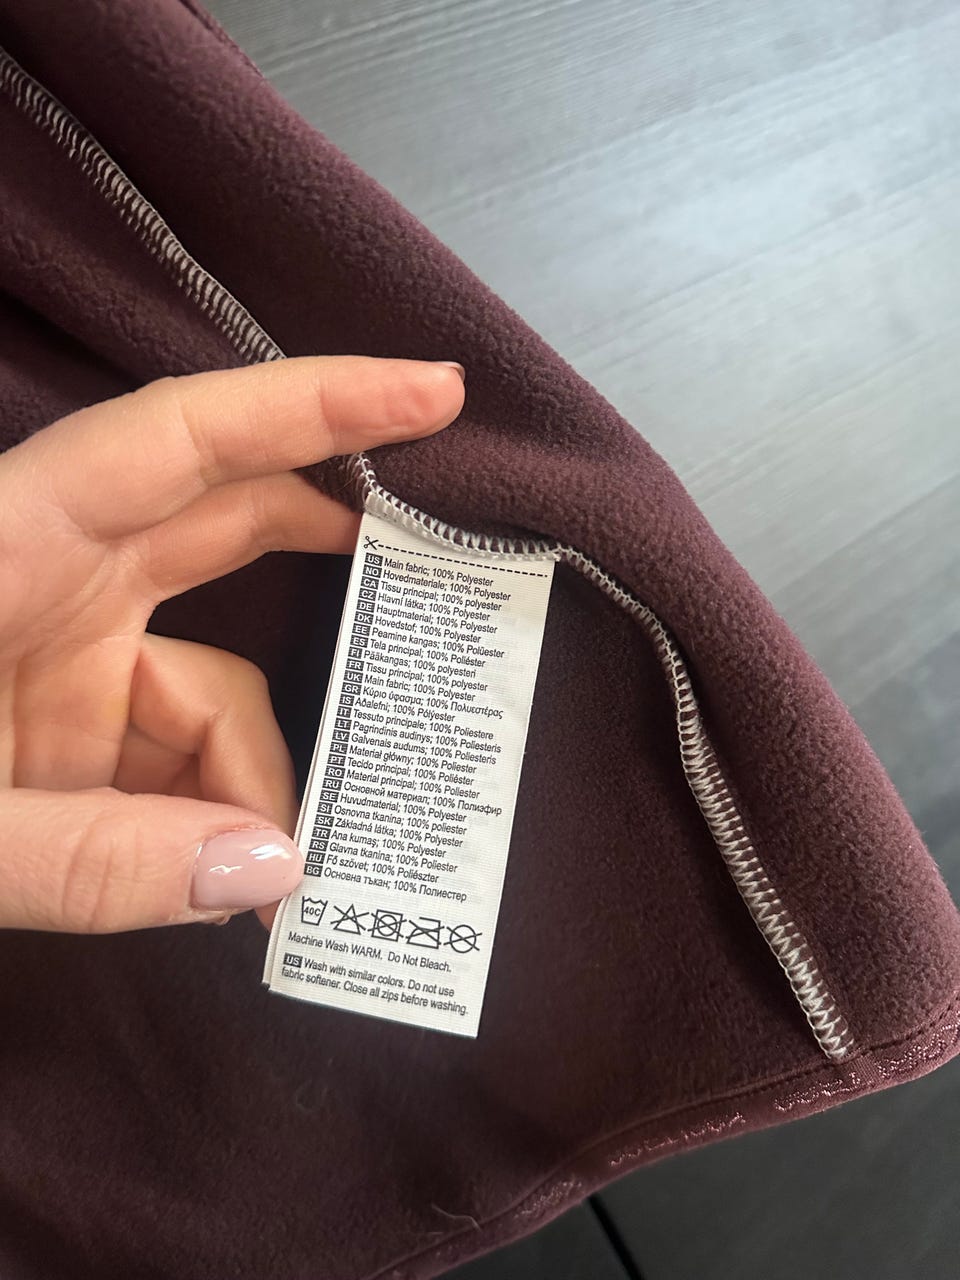 US Main fabric; 100% Polyester
NO Hovedmateriale; 100% Polyester
CA Tissu principal; 100% polyester
CZ Hlavní látka; 100% Polyester
DE Hauptmaterial; 100% Polyester
DK Hovedstof; 100% Polyester
EE Peamine kangas; 100% Polüester
ES Tela principal; 100% Poliéster
FI Pääkangas; 100% polyesteri
FR Tissu principal; 100% polyester
UK Main fabric; 100% Polyester
GR Κύριο ύφασμα; 100% Πολυεστέρας
IS Aðalefni; 100% Pólýester
IT Tessuto principale; 100% Poliestere
LT Pagrindinis audinys; 100% Poliesteris
LV Galvenais audums; 100% Poliesteris
PL Materiał główny; 100% Poliester
PT Tecido principal; 100% Poliéster
RO Material principal; 100% Poliester
RU Основной материал; 100% Полиэфир
SE Huvudmaterial; 100% Polyester
SI Osnovna tkanina; 100% poliester
SK Základná látka; 100% Polyester
TR Ana kumaş; 100% Polyester
RS Glavna tkanina; 100% Poliester
HU Fő szövet; 100% Poliészter
BG Основна тъкан; 100% Полиестер
40C
Machine Wash WARM. Do Not Bleach.
US Wash with similar colors. Do not use
fabric softener. Close all zips before washing.